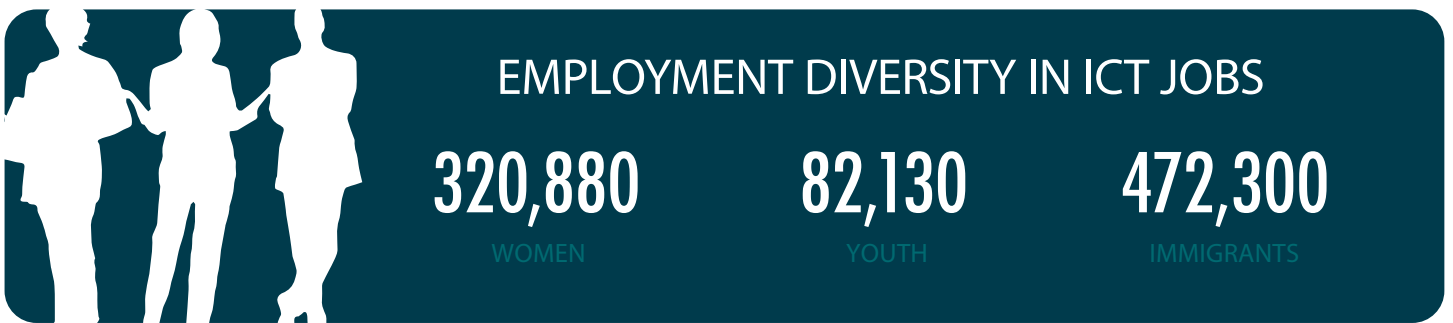 EMPLOYMENT DIVERSITY IN ICT JOBS
320,880 82,130 472,300
WOMEN YOUTH IMMIGRANTS